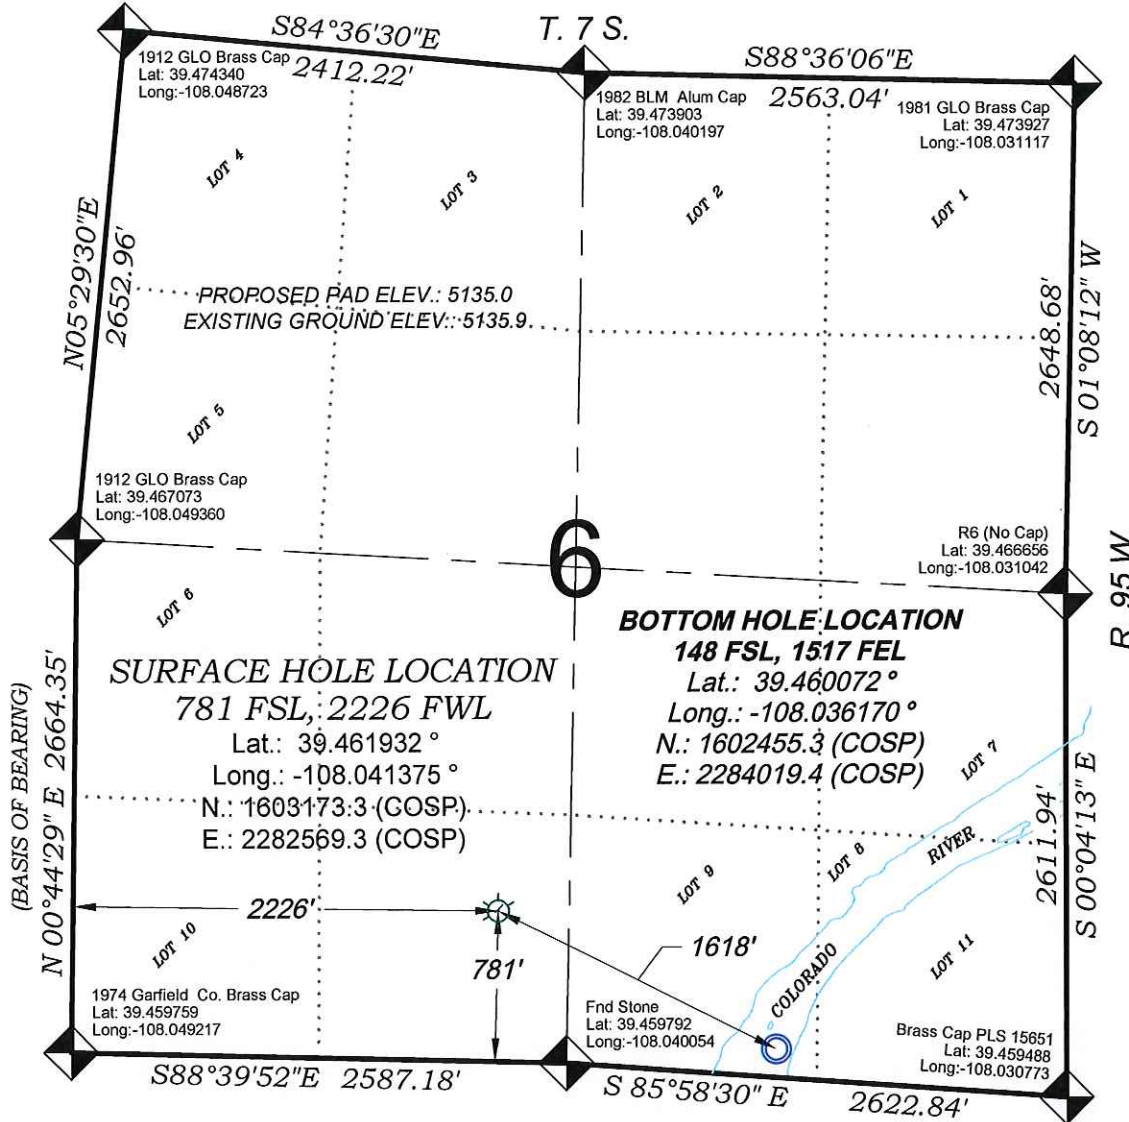 T. 7 S.
S84°36'30"E
2412.22'
S88°36'06"E
2563.04'
1912 GLO Brass Cap
Lat: 39.474340
Long:-108.048723
1982 BLM Alum Cap
Lat: 39.473903
Long:-108.040197
1981 GLO Brass Cap
Lat: 39.473927
Long:-108.031117
LOT 4
LOT 3
LOT 2
LOT 1
N05°29'30"E
2652.96'
PROPOSED PAD ELEV.: 5135.0
EXISTING GROUND ELEV.: 5135.9
2648.68'
S 01°08'12" W
LOT 5
1912 GLO Brass Cap
Lat: 39.467073
Long:-108.049360
6
R6 (No Cap)
Lat: 39.466656
Long:-108.031042
R. 95 W
LOT 6
SURFACE HOLE LOCATION
781 FSL, 2226 FWL
Lat.: 39.461932 °
Long.: -108.041375 °
N.: 1603173.3 (COSP)
E.: 2282569.3 (COSP)
BOTTOM HOLE LOCATION
148 FSL, 1517 FEL
Lat.: 39.460072 °
Long.: -108.036170 °
N.: 1602455.3 (COSP)
E.: 2284019.4 (COSP)
(BASIS OF BEARING)
N 00°44'29" E 2664.35'
LOT 7
LOT 8
RIVER
2611.94'
S 00°04'13" E
LOT 9
2226'
LOT 10
781'
1618'
COLORADO
LOT 11
1974 Garfield Co. Brass Cap
Lat: 39.459759
Long:-108.049217
Fnd Stone
Lat: 39.459792
Long:-108.040054
Brass Cap PLS 15651
Lat: 39.459488
Long:-108.030773
S88°39'52"E 2587.18'
S 85°58'30" E 2622.84'